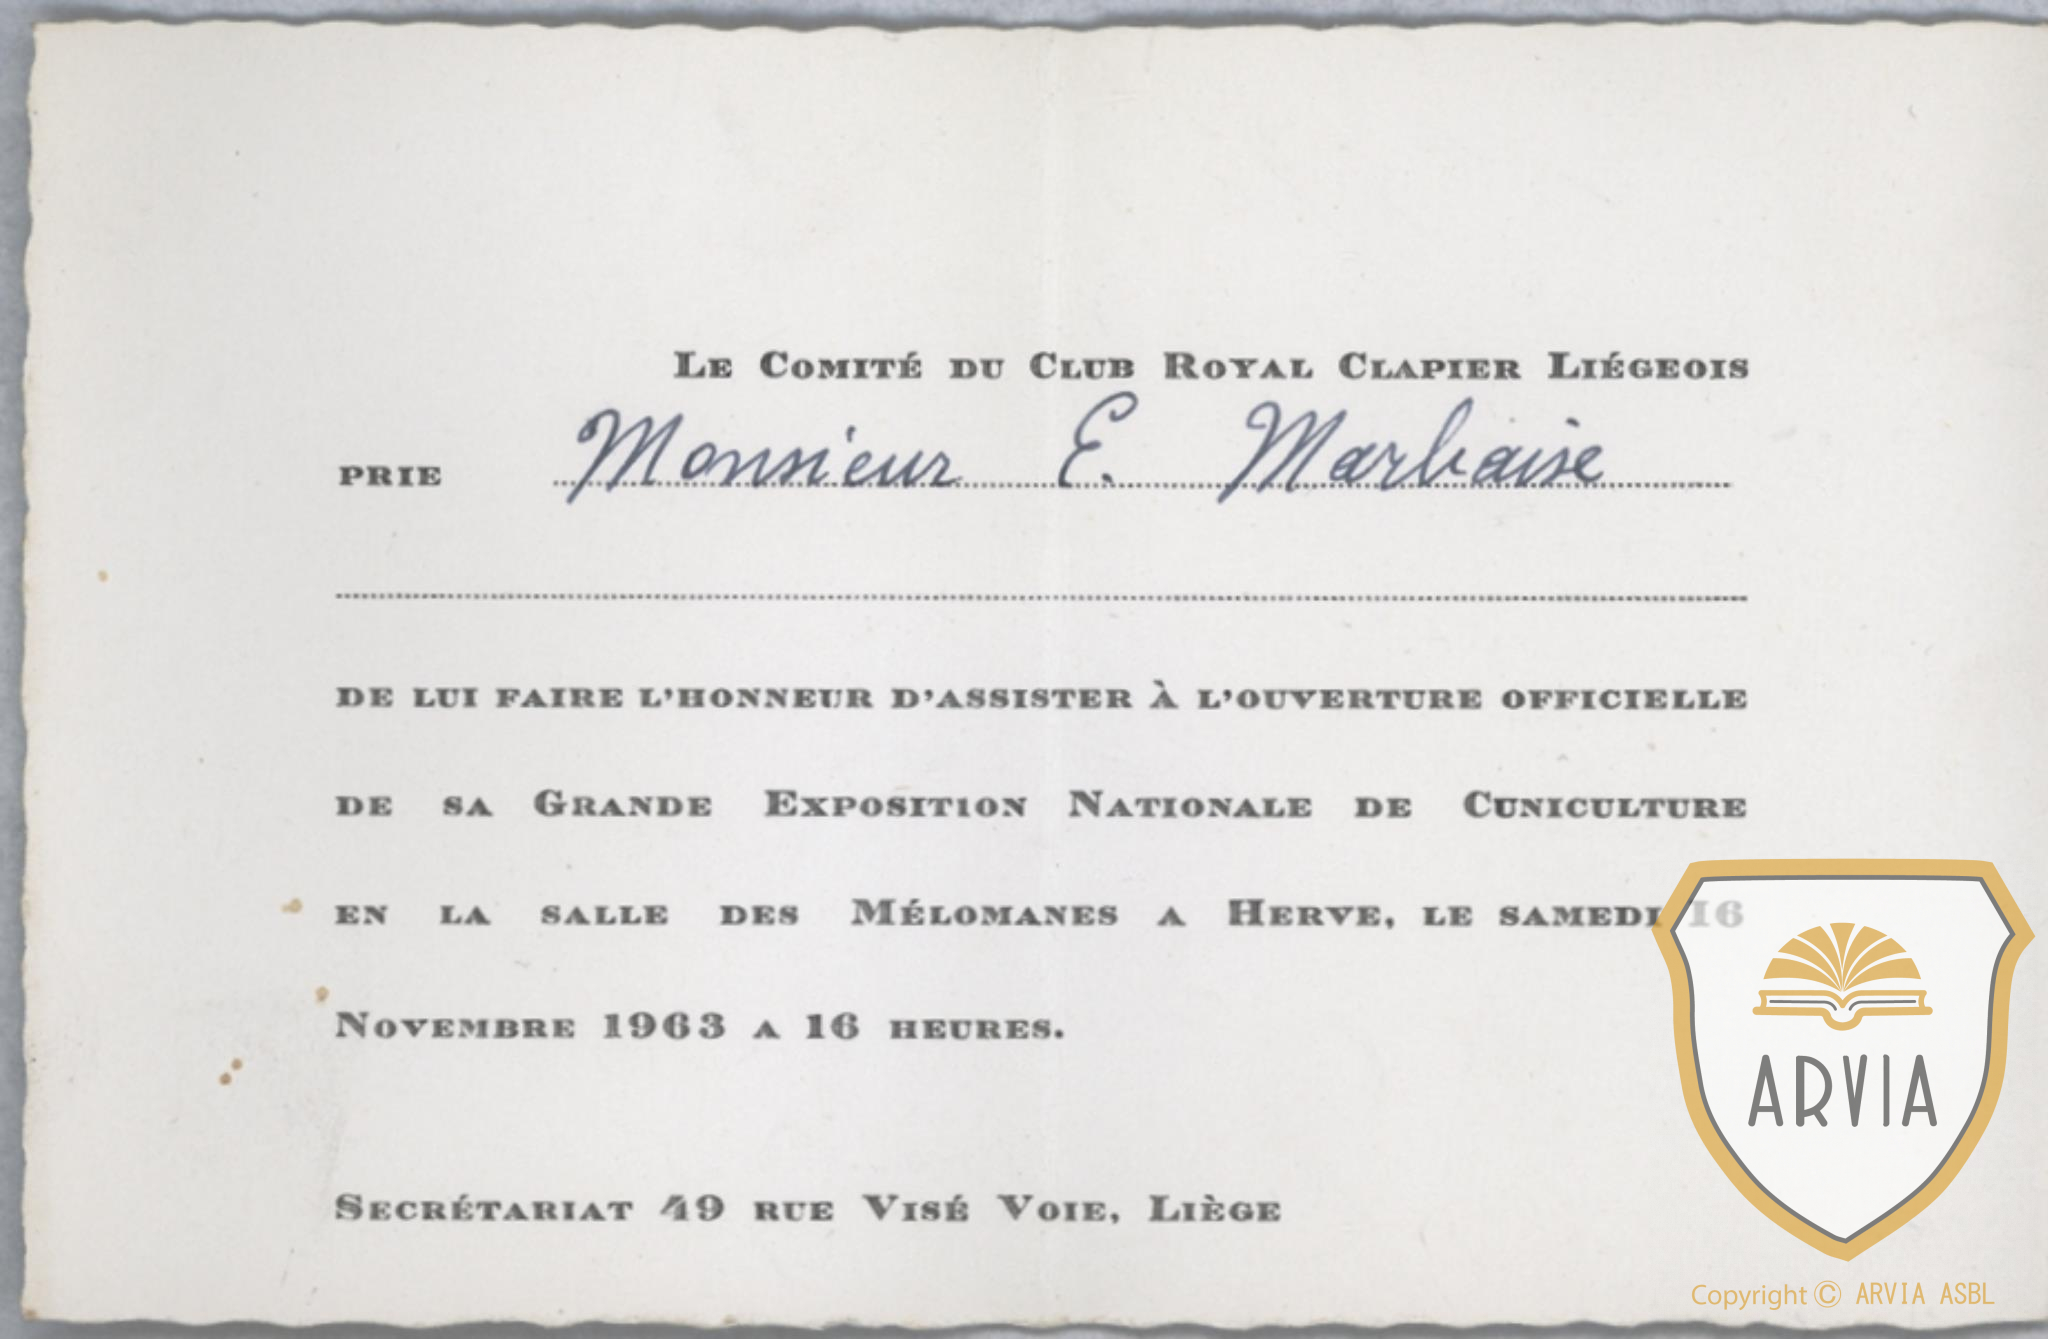 Le Comité du Club Royal Clapier Liégeois
prie Monsieur E. Marbaise
de lui faire l'honneur d'assister à l'ouverture officielle
de sa Grande Exposition Nationale de Cuniculture
en la salle des Mélomanes a Herve, le samedi 16
Novembre 1963 a 16 heures.
Secrétariat 49 rue Visé Voie, Liège
ARVIA
Copyright © ARVIA ASBL